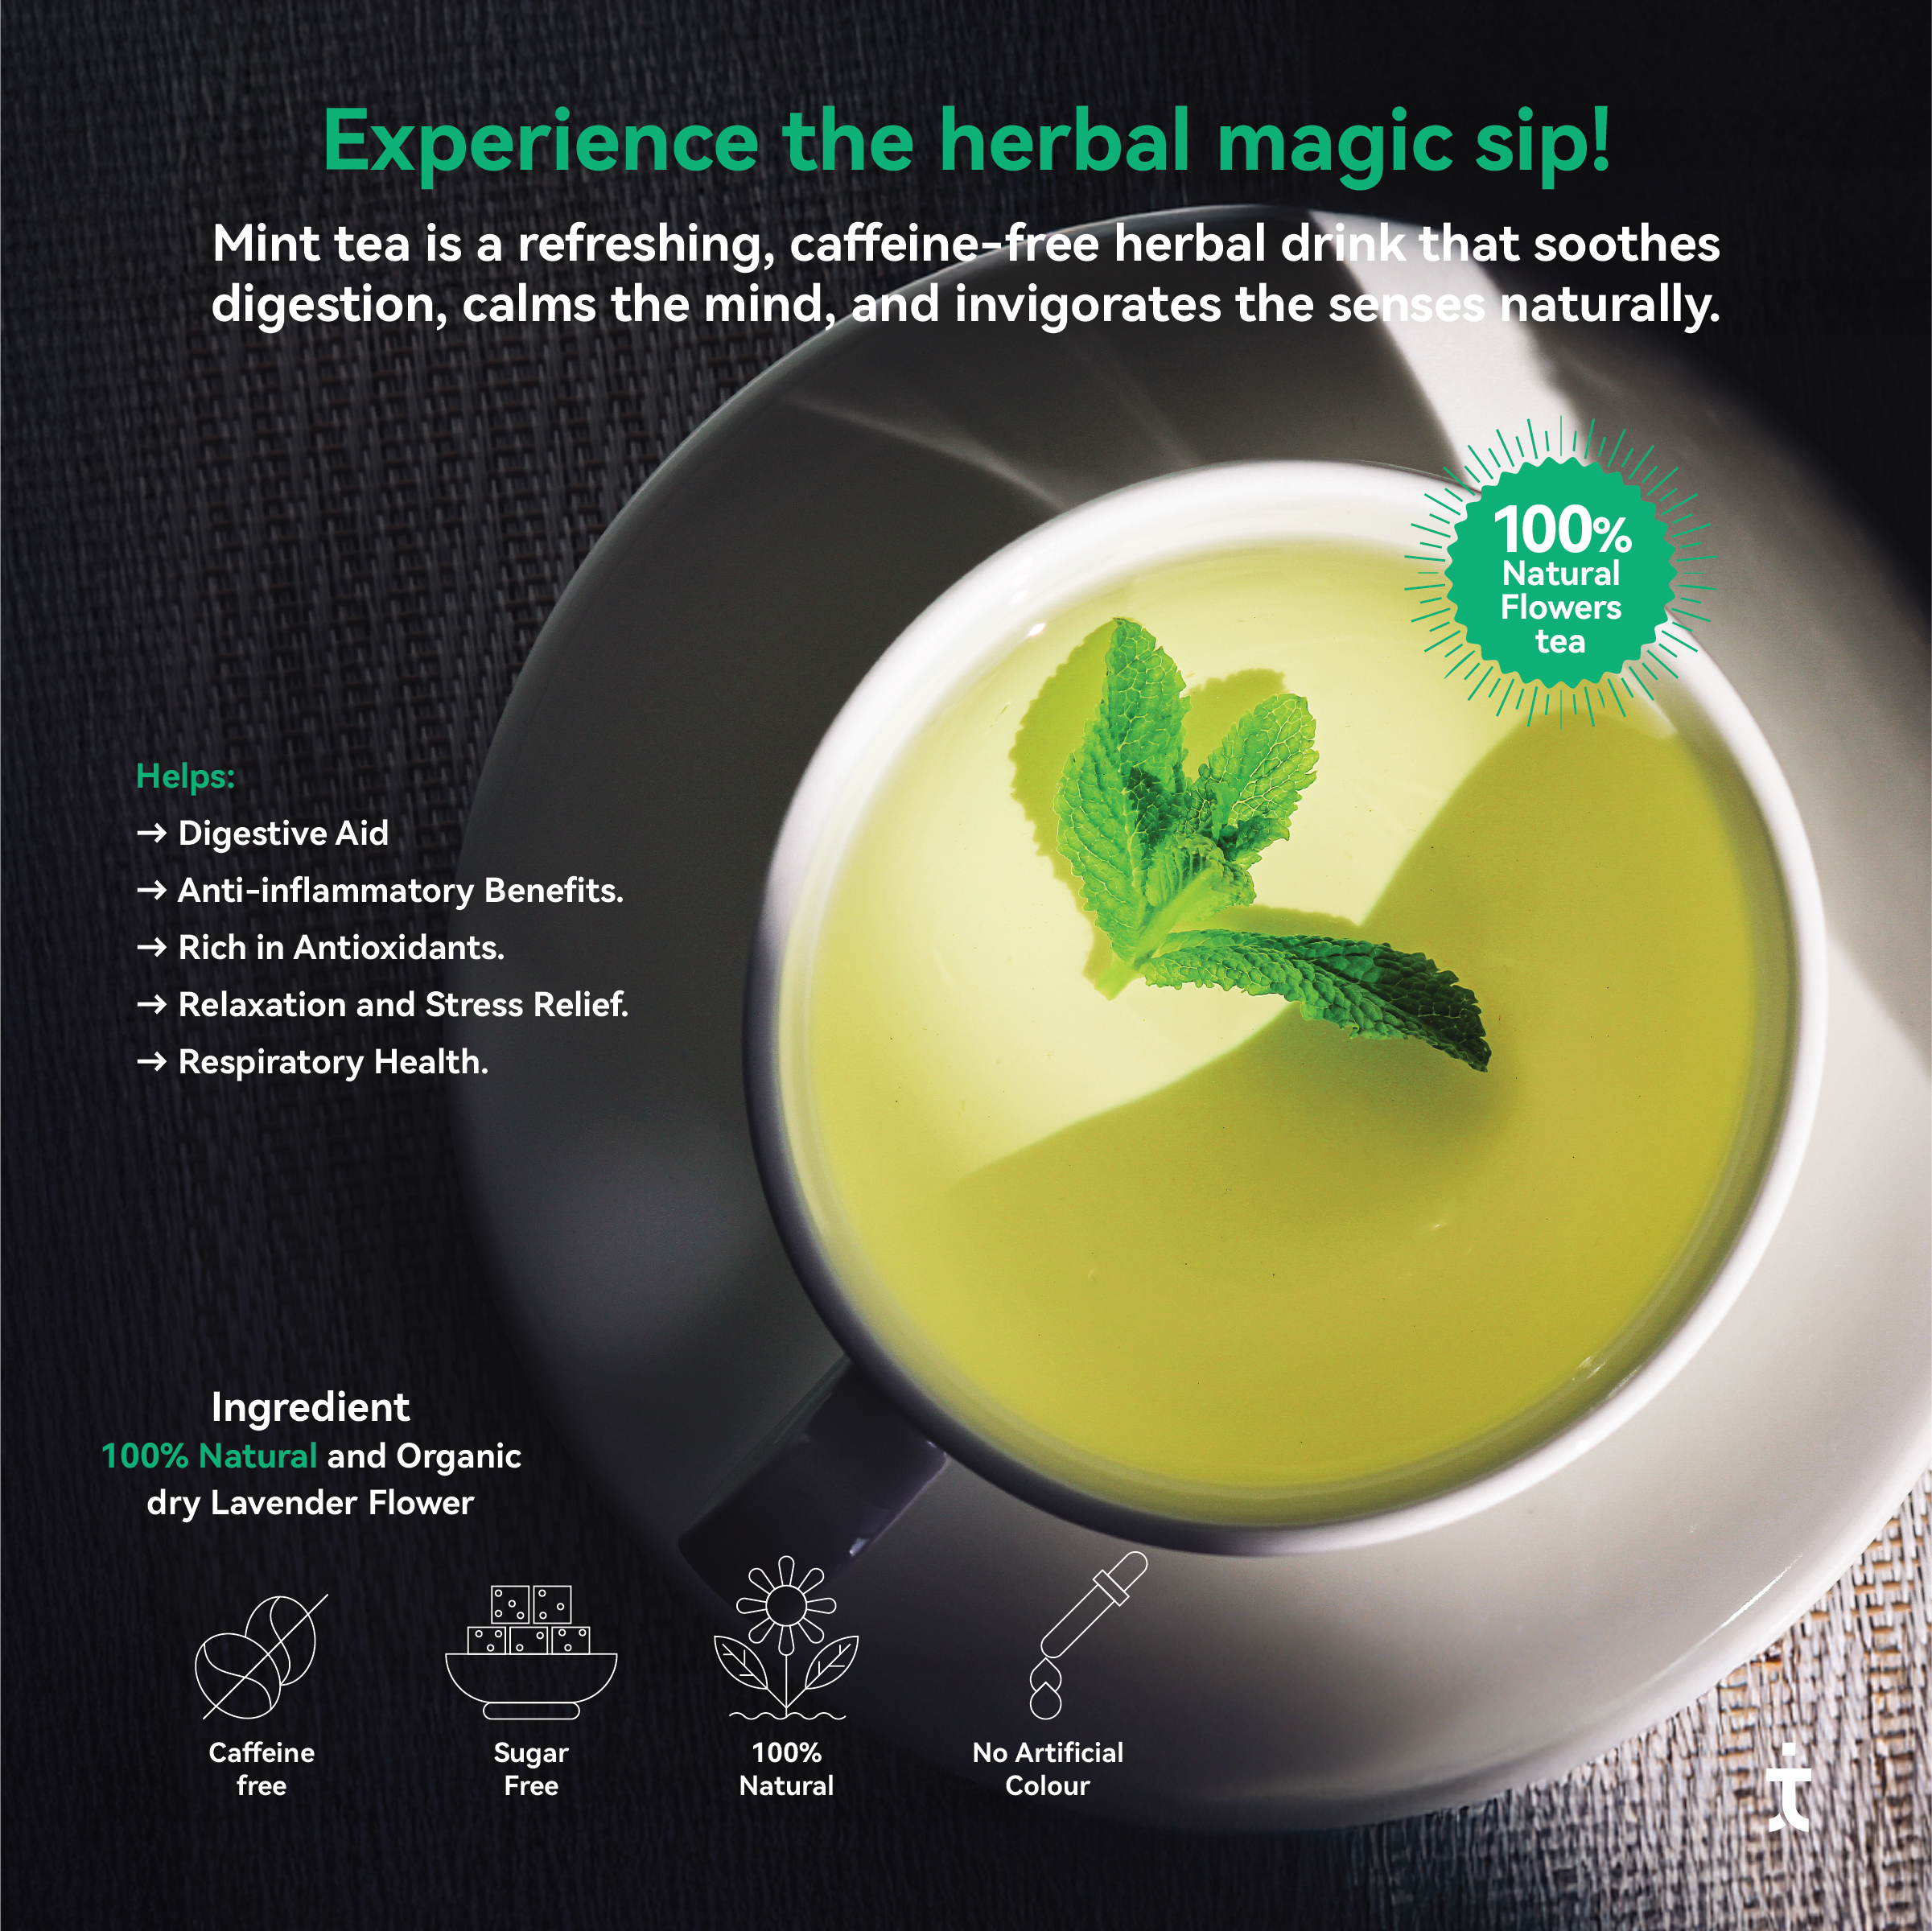 Experience the herbal magic sip!
Mint tea is a refreshing, caffeine-free herbal drink that soothes
digestion, calms the mind, and invigorates the senses naturally.
100%
Natural
Flowers
tea
Helps:
→ Digestive Aid
→ Anti-inflammatory Benefits.
→ Rich in Antioxidants.
→ Relaxation and Stress Relief.
→ Respiratory Health.
Ingredient
100% Natural and Organic
dry Lavender Flower
Caffeine
free
Sugar
Free
100%
Natural
No Artificial
Colour